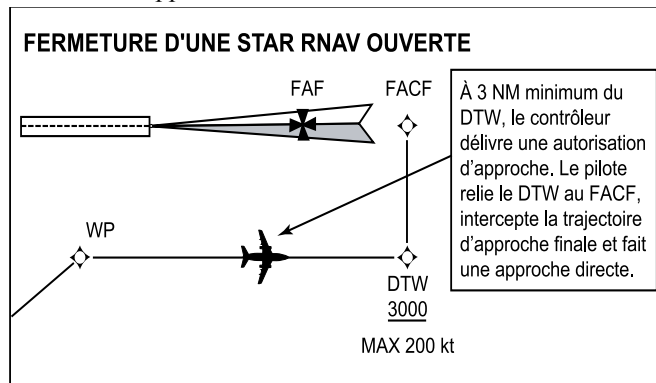 FERMETURE D'UNE STAR RNAV OUVERTE
FAF
FACF
À 3 NM minimum du
DTW, le contrôleur
délivre une autorisation
d'approche. Le pilote
relie le DTW au FACF,
intercepte la trajectoire
d'approche finale et fait
une approche directe.
WP
DTW
3000
MAX 200 kt